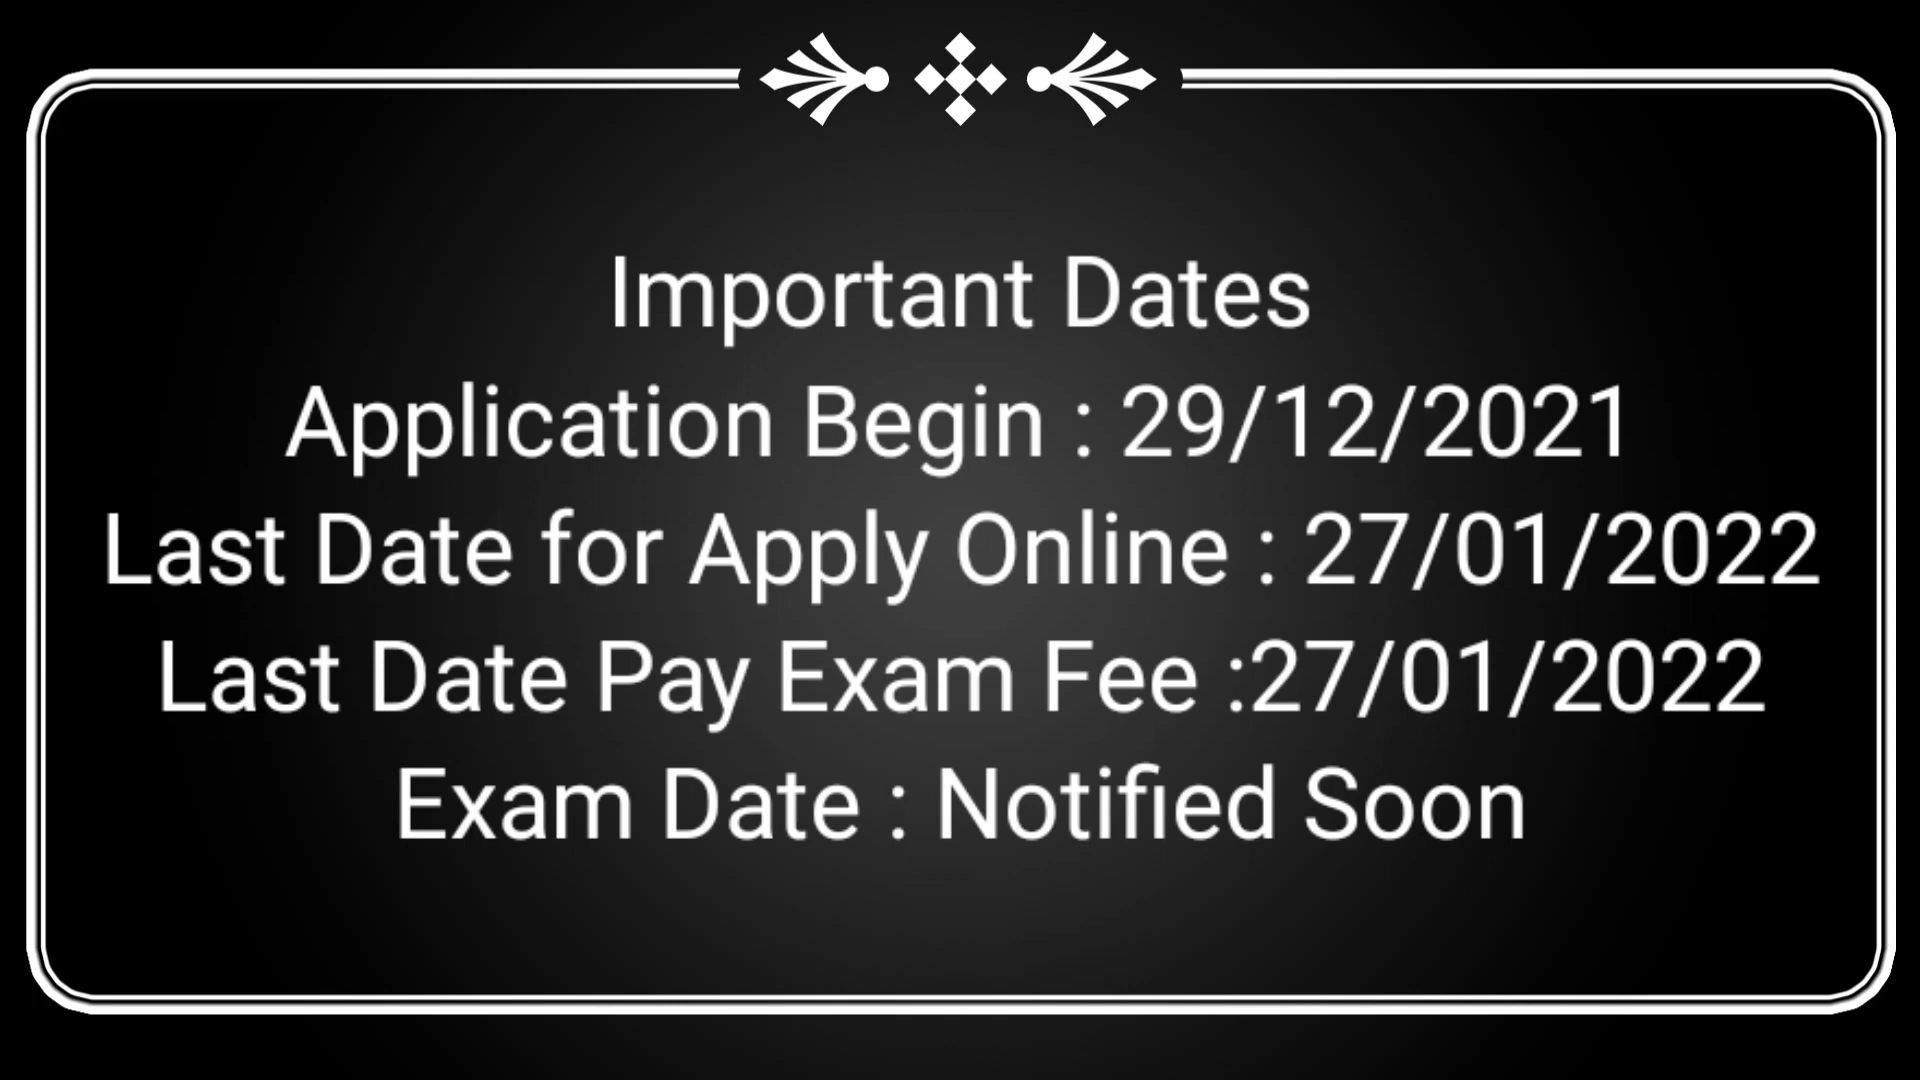 Important Dates
Application Begin : 29/12/2021
Last Date for Apply Online : 27/01/2022
Last Date Pay Exam Fee :27/01/2022
Exam Date : Notified Soon